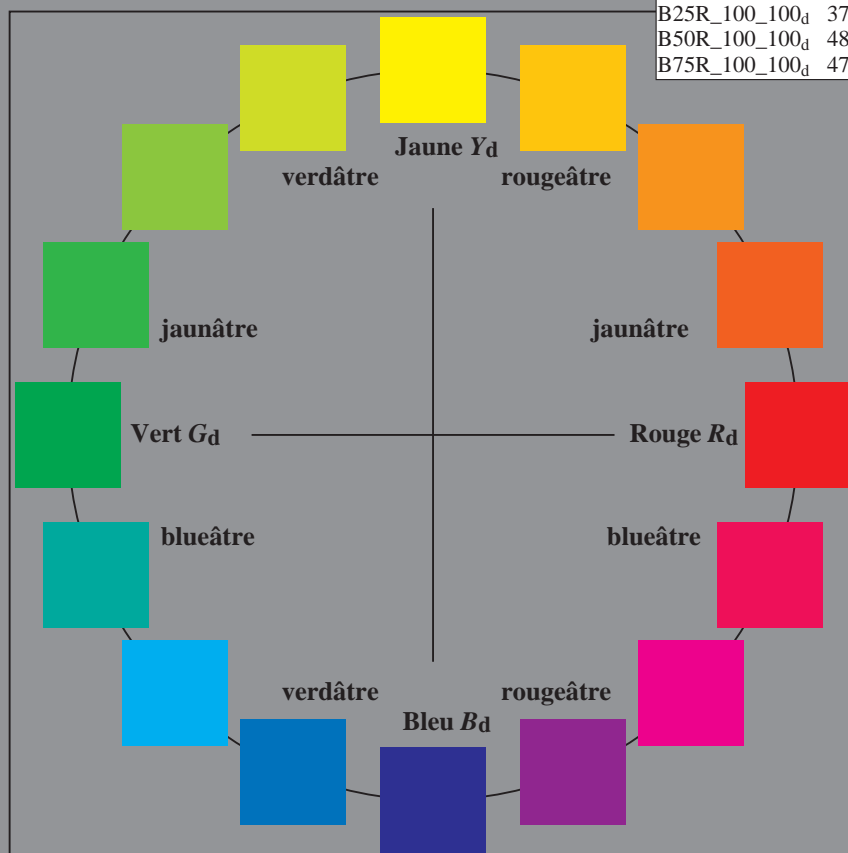 B25R_100_100d 37
B50R_100_100d 48
B75R_100_100d 47
Jaune Yd
verdâtre rougeâtre
jaunâtre jaunâtre
Vert Gd Rouge Rd
blueâtre blueâtre
verdâtre rougeâtre
Bleu Bd